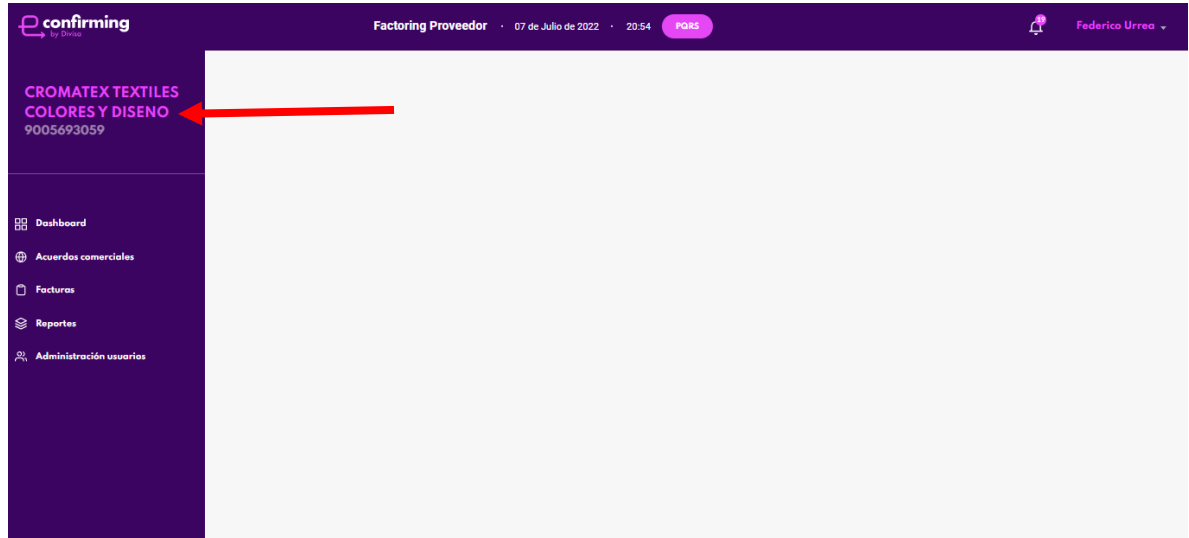 confirming
by Divisa
Factoring Proveedor · 07 de Julio de 2022 · 20:54 PQRS
19
Federico Urrea
CROMATEX TEXTILES
COLORES Y DISENO
9005693059
Dashboard
Acuerdos comerciales
Facturas
Reportes
Administración usuarios